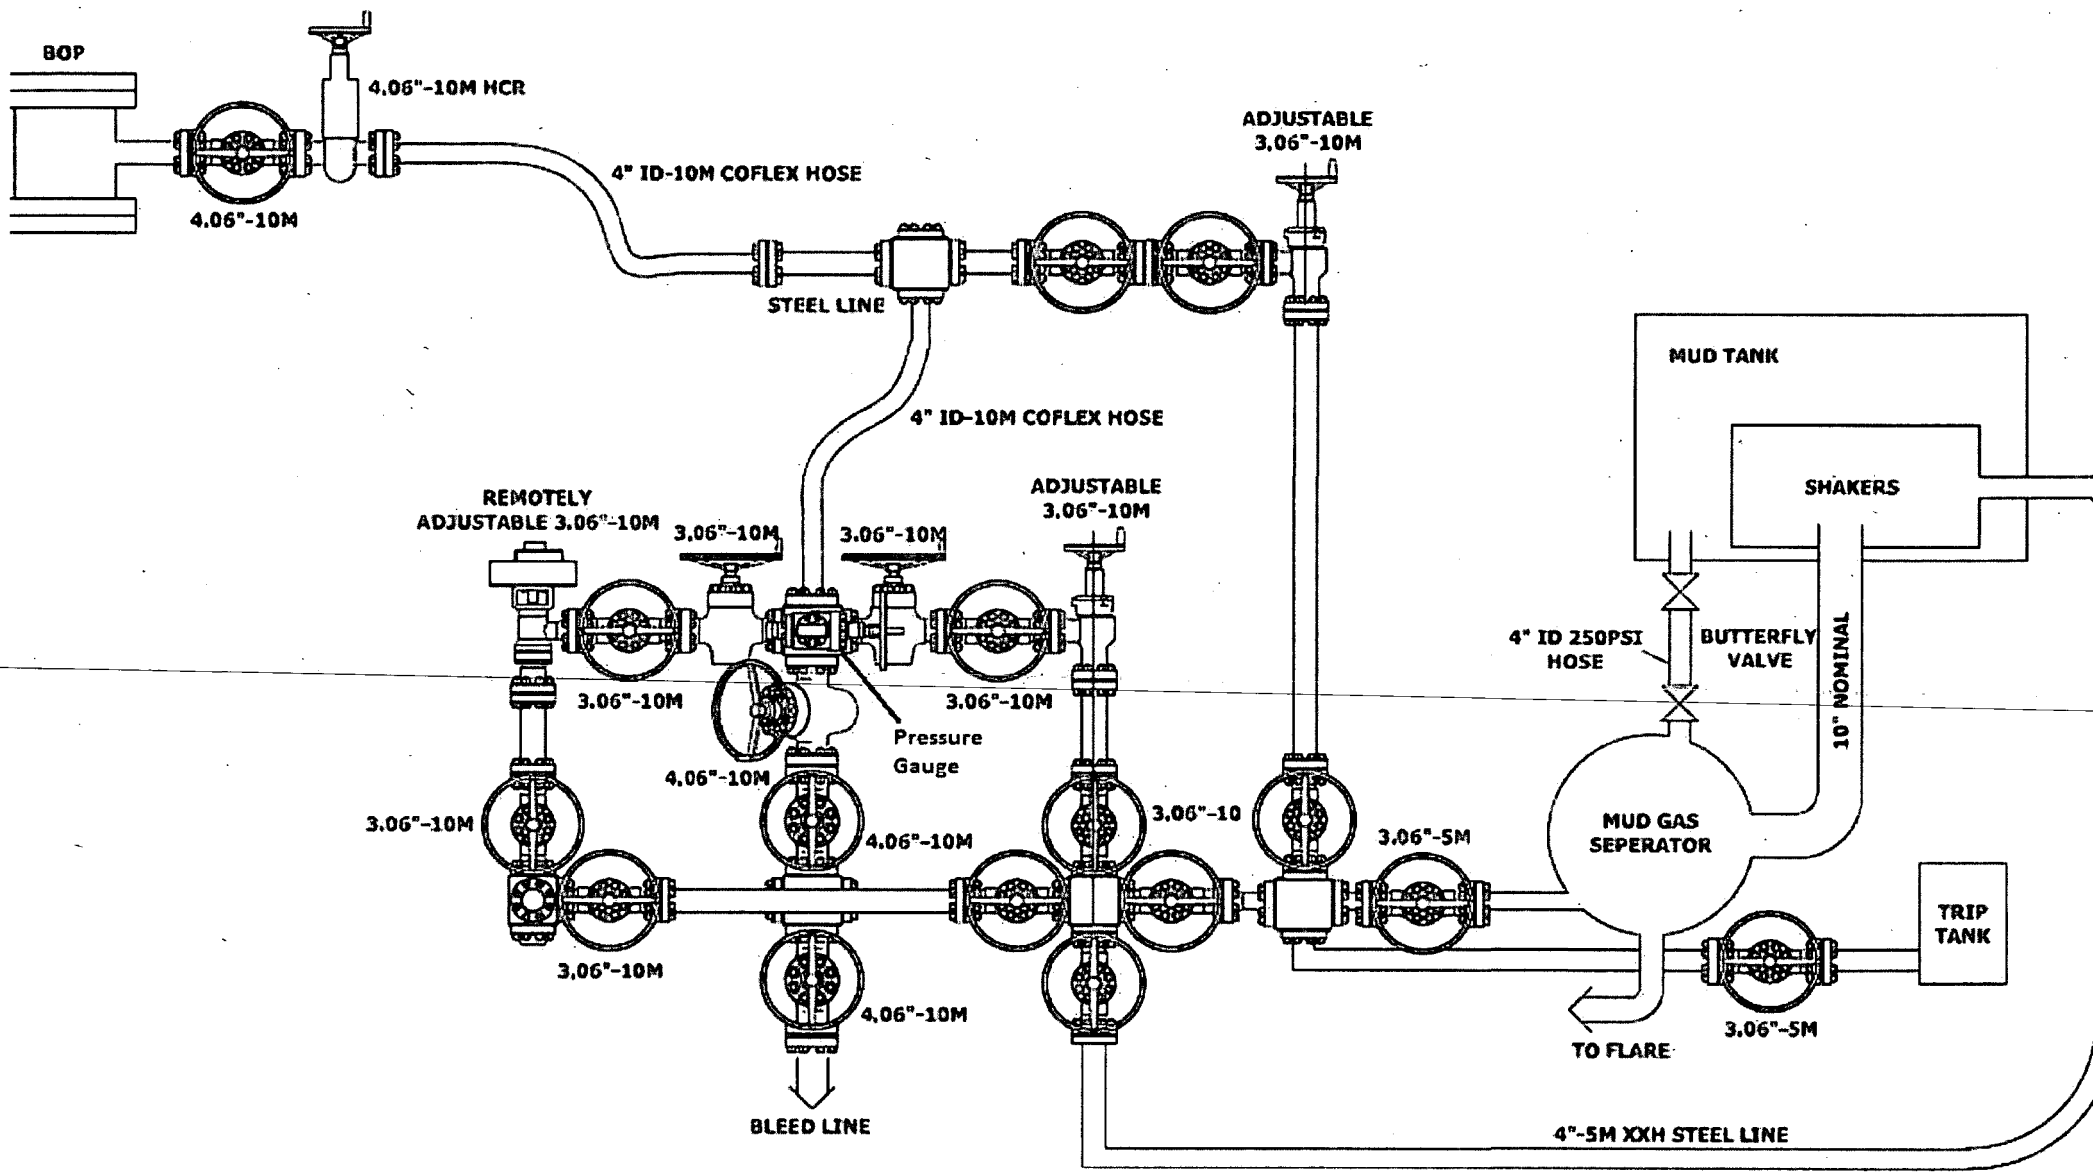 BOP
4.06"-10M HCR
4.06"-10M
4" ID-10M COFLEX HOSE
ADJUSTABLE
3.06"-10M
STEEL LINE
MUD TANK
SHAKERS
4" ID-10M COFLEX HOSE
REMOTELY
ADJUSTABLE 3.06"-10M
3.06"-10M
3.06"-10M
ADJUSTABLE
3.06"-10M
4" ID 250PSI
HOSE
BUTTERFLY
VALVE
10" NOMINAL
3.06"-10M
3.06"-10M
Pressure
Gauge
4.06"-10M
3.06"-10M
4.06"-10M
3.06"-10
3.06"-5M
MUD GAS
SEPERATOR
TRIP
TANK
3.06"-10M
4.06"-10M
3.06"-5M
TO FLARE
BLEED LINE
4"-5M XXH STEEL LINE